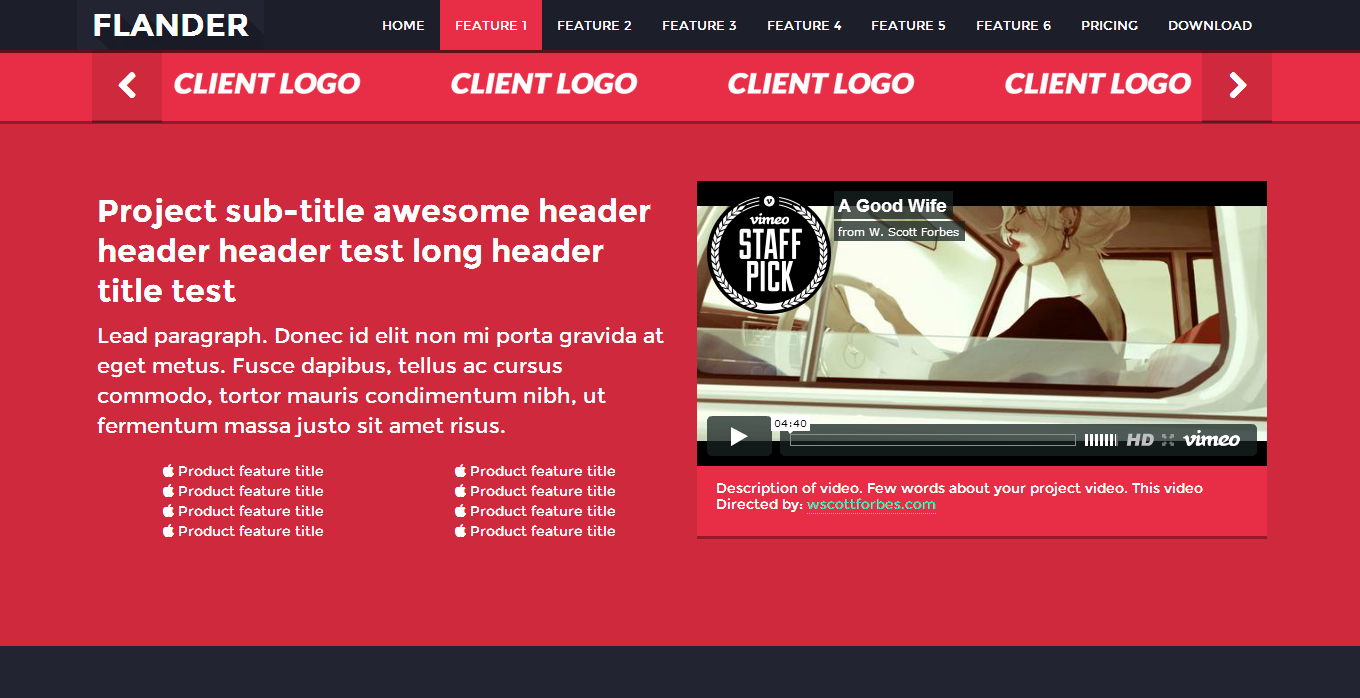 FLANDER
HOME FEATURE 1 FEATURE 2 FEATURE 3 FEATURE 4 FEATURE 5 FEATURE 6 PRICING DOWNLOAD
CLIENT LOGO CLIENT LOGO CLIENT LOGO CLIENT LOGO
Project sub-title awesome header
header header test long header
title test
Lead paragraph. Donec id elit non mi porta gravida at
eget metus. Fusce dapibus, tellus ac cursus
commodo, tortor mauris condimentum nibh, ut
fermentum massa justo sit amet risus.
Product feature title Product feature title
Product feature title Product feature title
Product feature title Product feature title
Product feature title Product feature title
vimeo
STAFF
PICK
A Good Wife
from W. Scott Forbes
04:40
HD vimeo
Description of video. Few words about your project video. This video
Directed by: wscottforbes.com